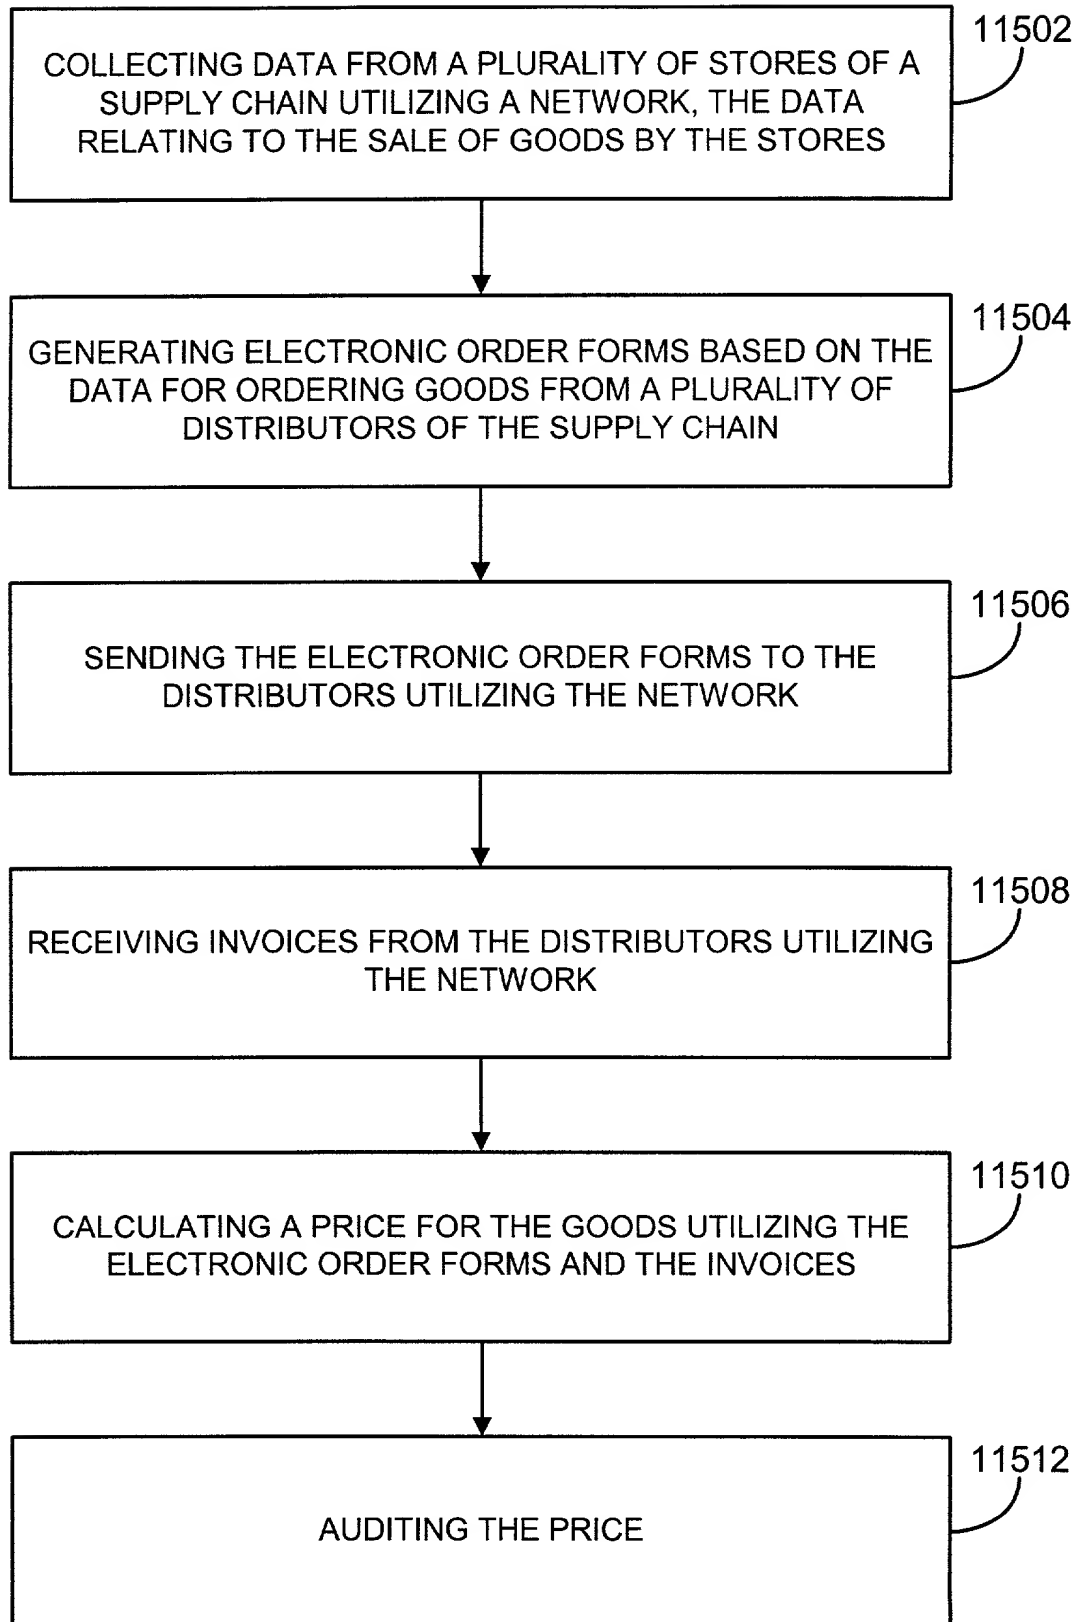 11502
COLLECTING DATA FROM A PLURALITY OF STORES OF A
SUPPLY CHAIN UTILIZING A NETWORK, THE DATA
RELATING TO THE SALE OF GOODS BY THE STORES
11504
GENERATING ELECTRONIC ORDER FORMS BASED ON THE
DATA FOR ORDERING GOODS FROM A PLURALITY OF
DISTRIBUTORS OF THE SUPPLY CHAIN
11506
SENDING THE ELECTRONIC ORDER FORMS TO THE
DISTRIBUTORS UTILIZING THE NETWORK
11508
RECEIVING INVOICES FROM THE DISTRIBUTORS UTILIZING
THE NETWORK
11510
CALCULATING A PRICE FOR THE GOODS UTILIZING THE
ELECTRONIC ORDER FORMS AND THE INVOICES
11512
AUDITING THE PRICE